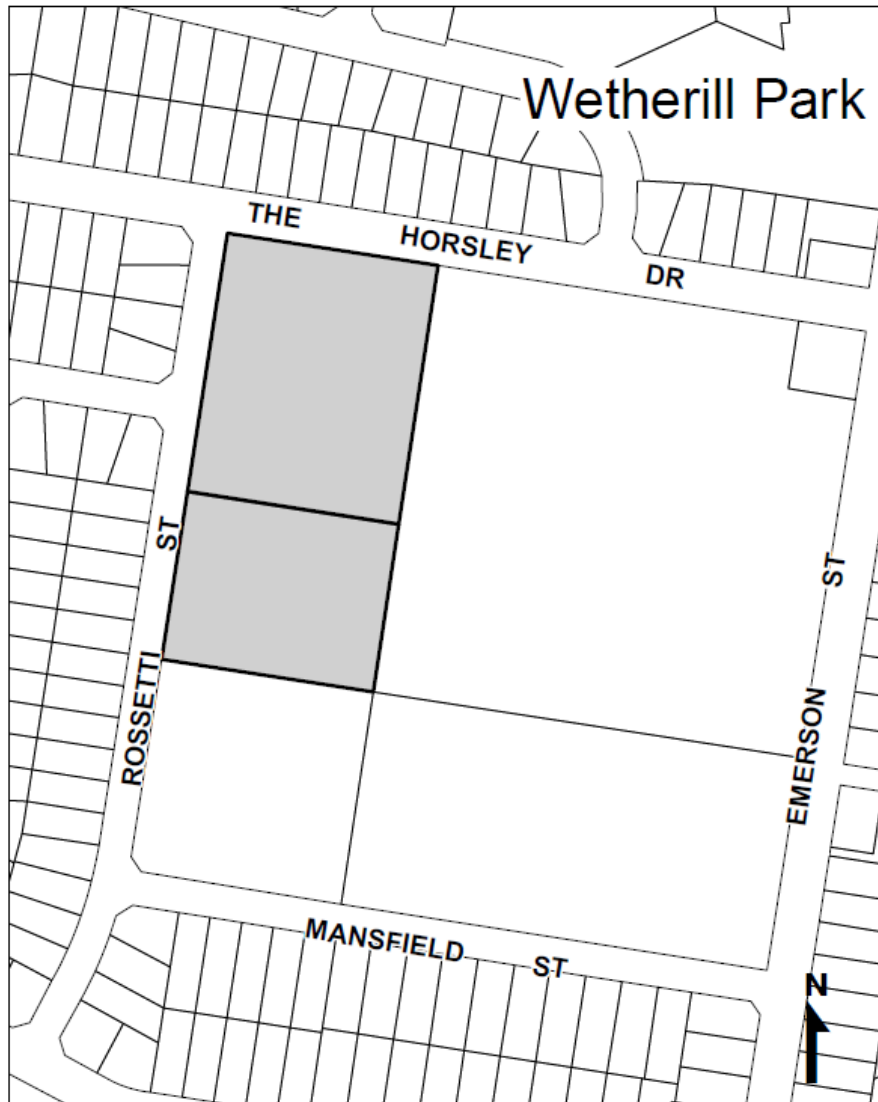 Wetherill Park
THE HORSLEY DR
ROSSETTI ST
EMERSON ST
MANSFIELD ST
N